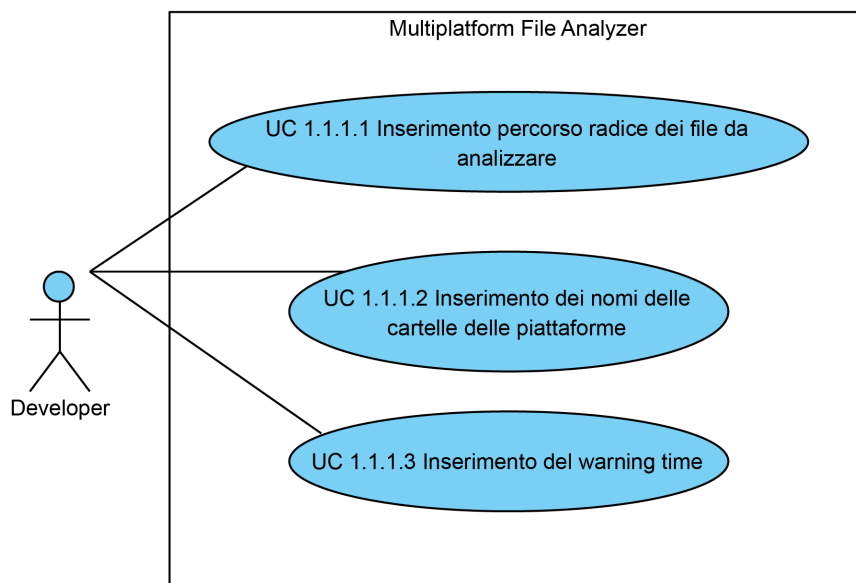 Multiplatform File Analyzer
UC 1.1.1.1 Inserimento percorso radice dei file da
analizzare
UC 1.1.1.2 Inserimento dei nomi delle
cartelle delle piattaforme
Developer
UC 1.1.1.3 Inserimento del warning time